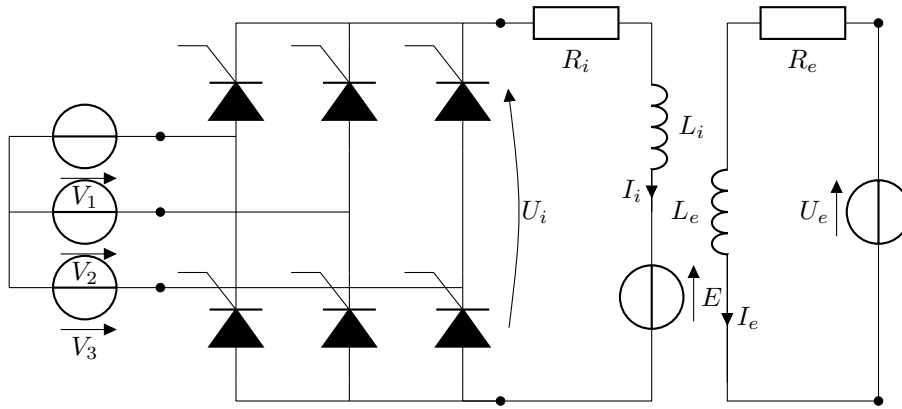 R_i
R_e
L_i
V_1
I_i
L_e
U_i
U_e
V_2
E
I_e
V_3